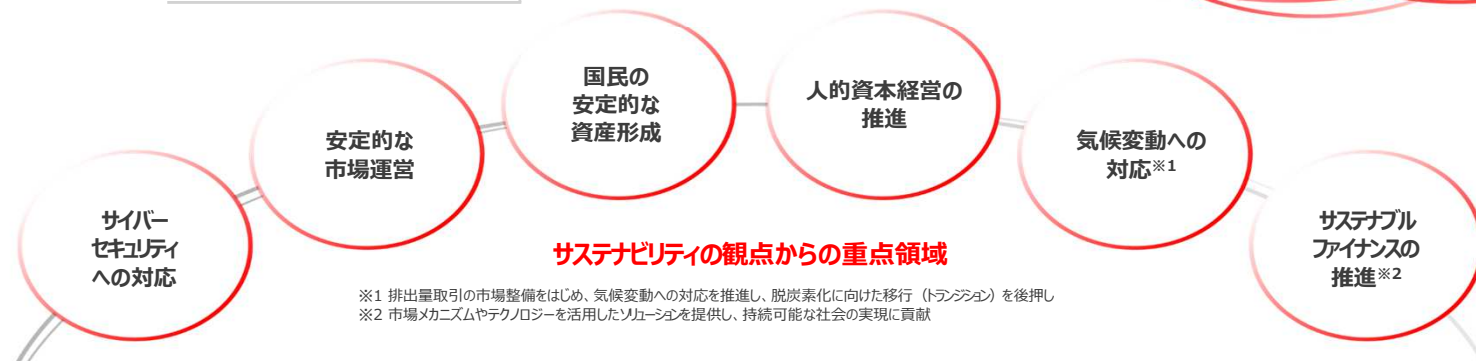 サイバー
セキュリティ
への対応
安定的な
市場運営
国民の
安定的な
資産形成
人的資本経営の
推進
気候変動への
対応※1
サステナブル
ファイナンスの
推進※2
サステナビリティの観点からの重点領域
※1 排出量取引の市場整備をはじめ、気候変動への対応を推進し、脱炭素化に向けた移行（トランジション）を後押し
※2 市場メカニズムやテクノロジーを活用したソリューションを提供し、持続可能な社会の実現に貢献